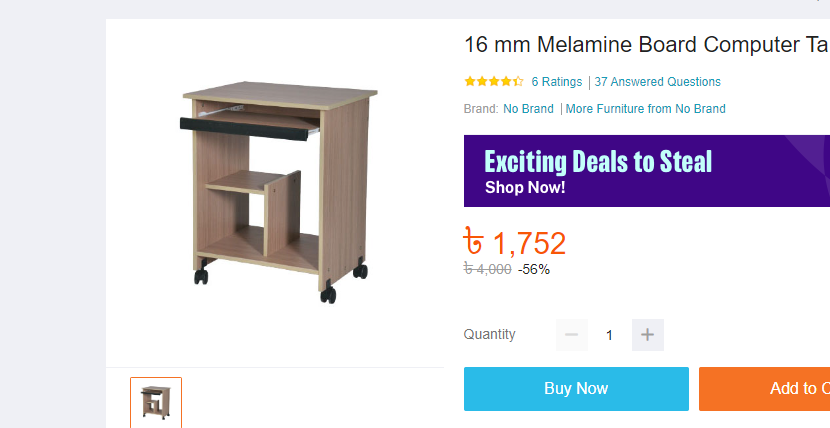 16 mm Melamine Board Computer Ta
6 Ratings | 37 Answered Questions
Brand: No Brand | More Furniture from No Brand
Exciting Deals to Steal
Shop Now!
৳ 1,752
৳ 4,000 -56%
Quantity − 1 +
Buy Now Add to C